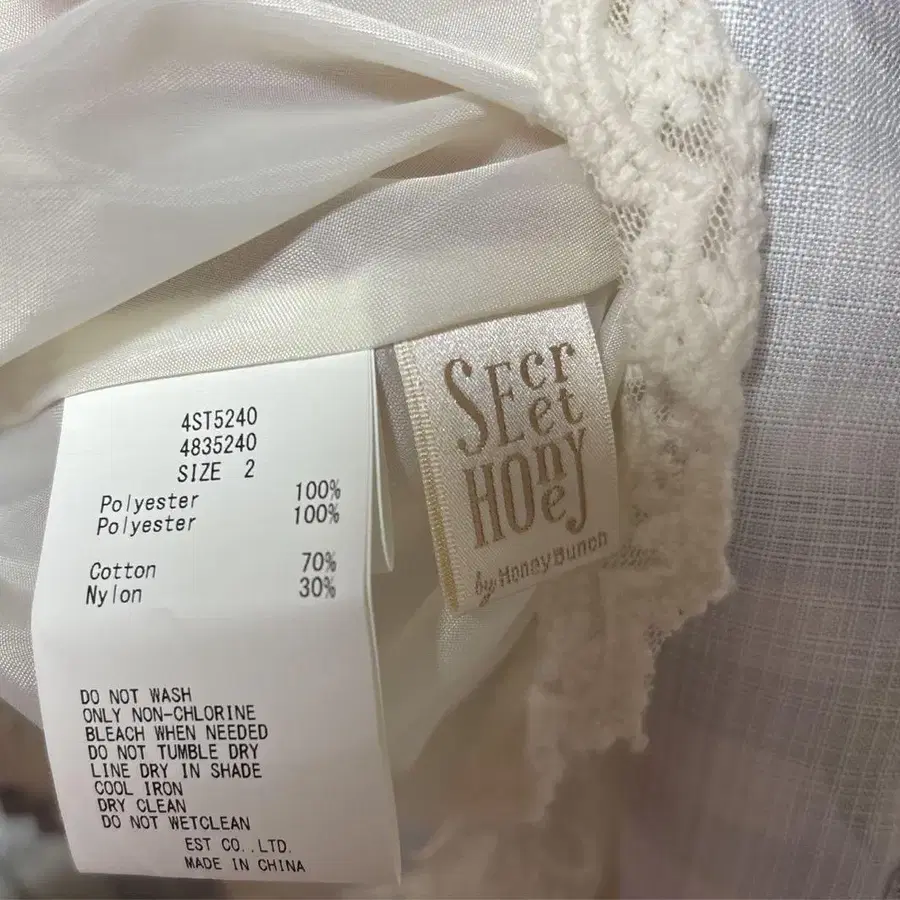 4ST5240
4835240
SIZE 2
Polyester 100%
Polyester 100%
Cotton 70%
Nylon 30%
DO NOT WASH
ONLY NON-CHLORINE
BLEACH WHEN NEEDED
DO NOT TUMBLE DRY
LINE DRY IN SHADE
COOL IRON
DRY CLEAN
DO NOT WETCLEAN
EST CO.,LTD.
MADE IN CHINA
SEcrEt
HOneY
by HoneyBunch